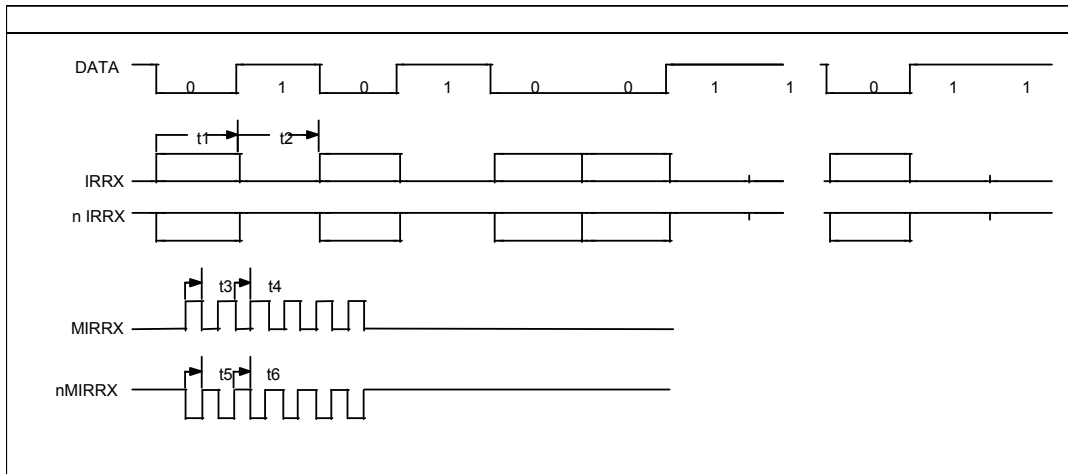 DATA
0 1 0 1 0 0 1 1 0 1 1
t1 t2
IRRX
n IRRX
t3 t4
MIRRX
t5 t6
nMIRRX